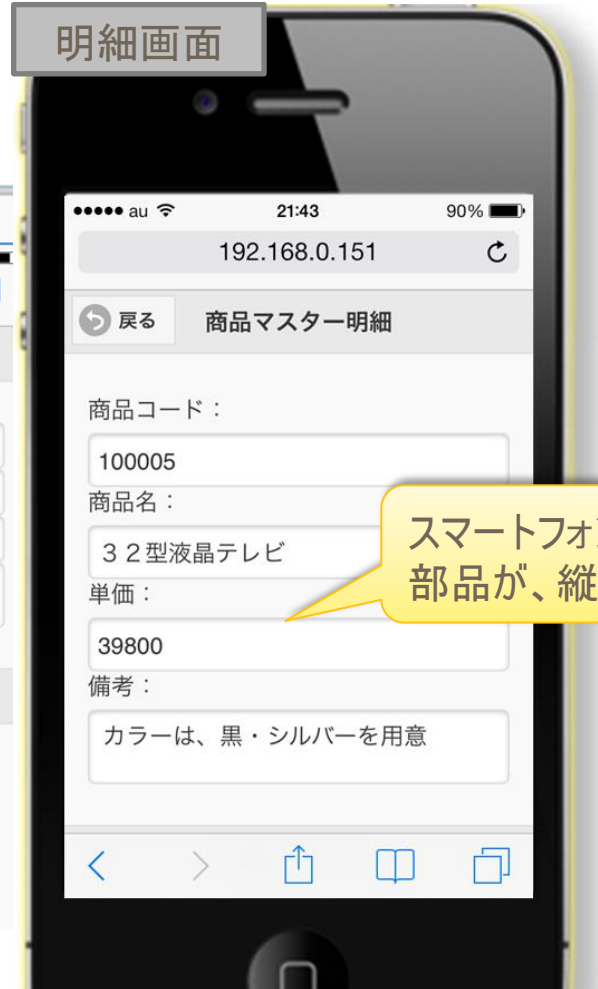 明細画面
au 21:43 90%
192.168.0.151
戻る 商品マスター明細
商品コード：
100005
商品名：
３２型液晶テレビ
単価：
39800
備考：
カラーは、黒・シルバーを用意
スマートフォ
部品が、縦